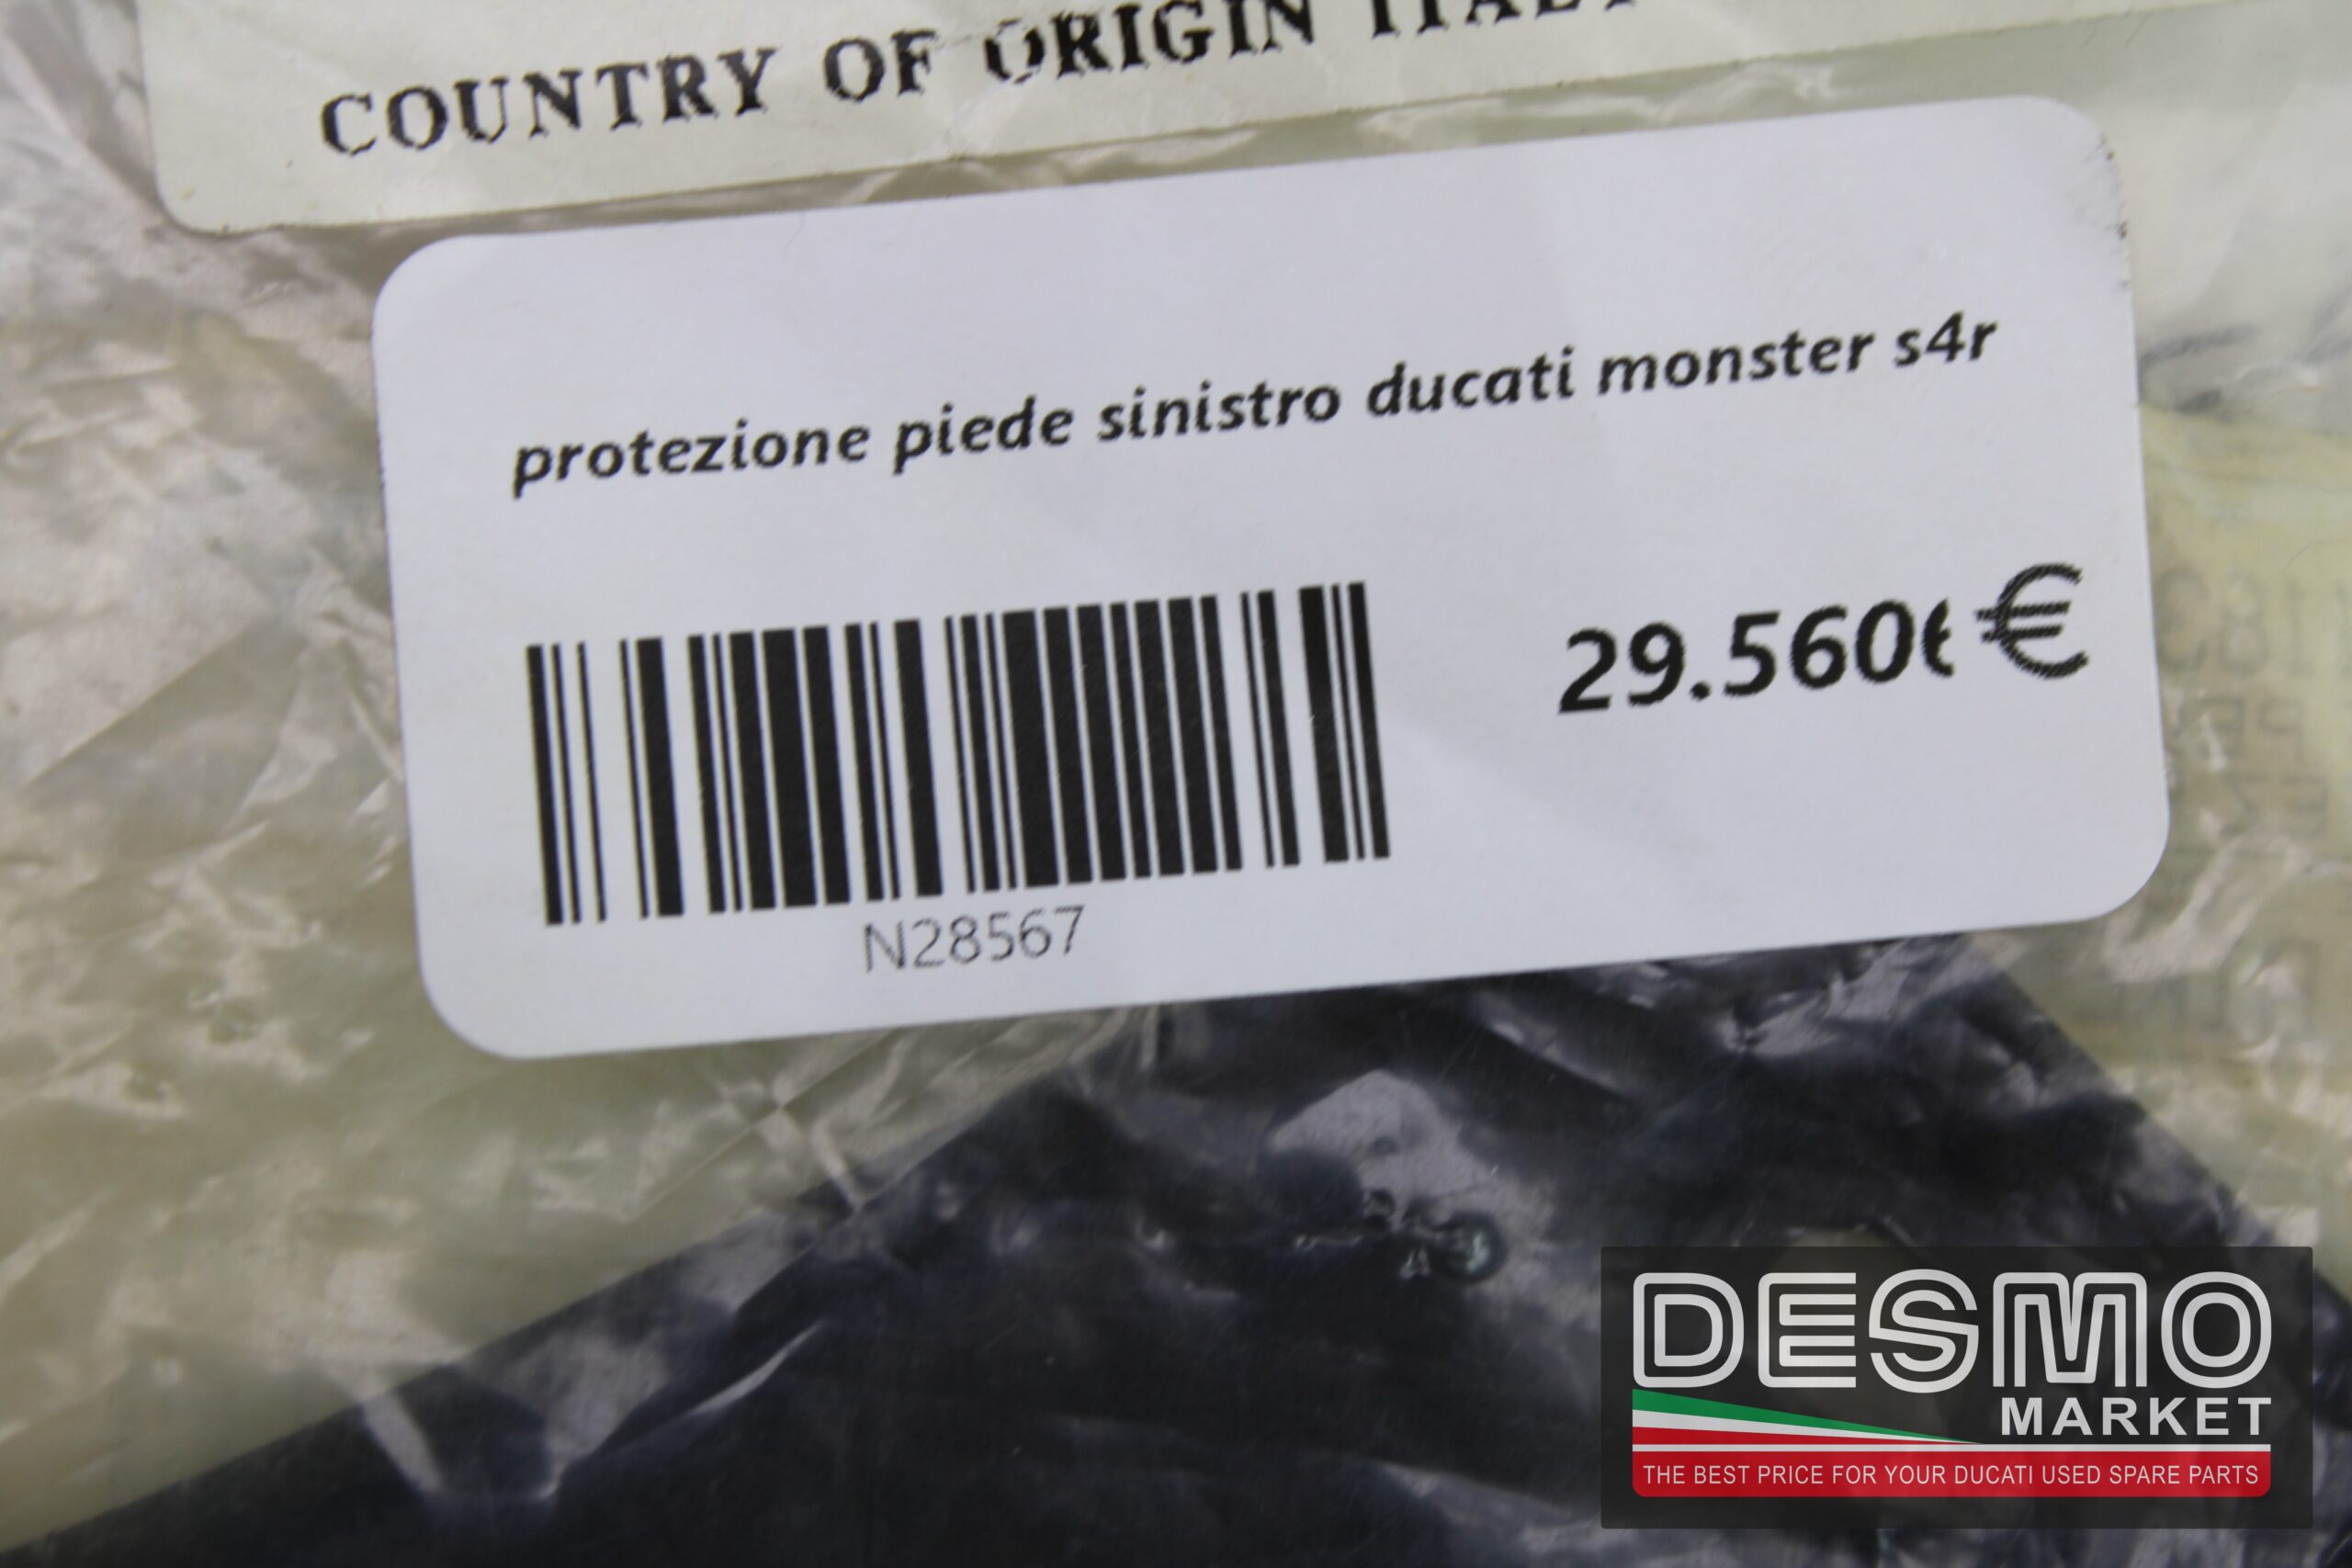 COUNTRY OF ORIGIN ITALY
protezione piede sinistro ducati monster s4r
29.560 €
N28567
DESMO
MARKET
THE BEST PRICE FOR YOUR DUCATI USED SPARE PARTS